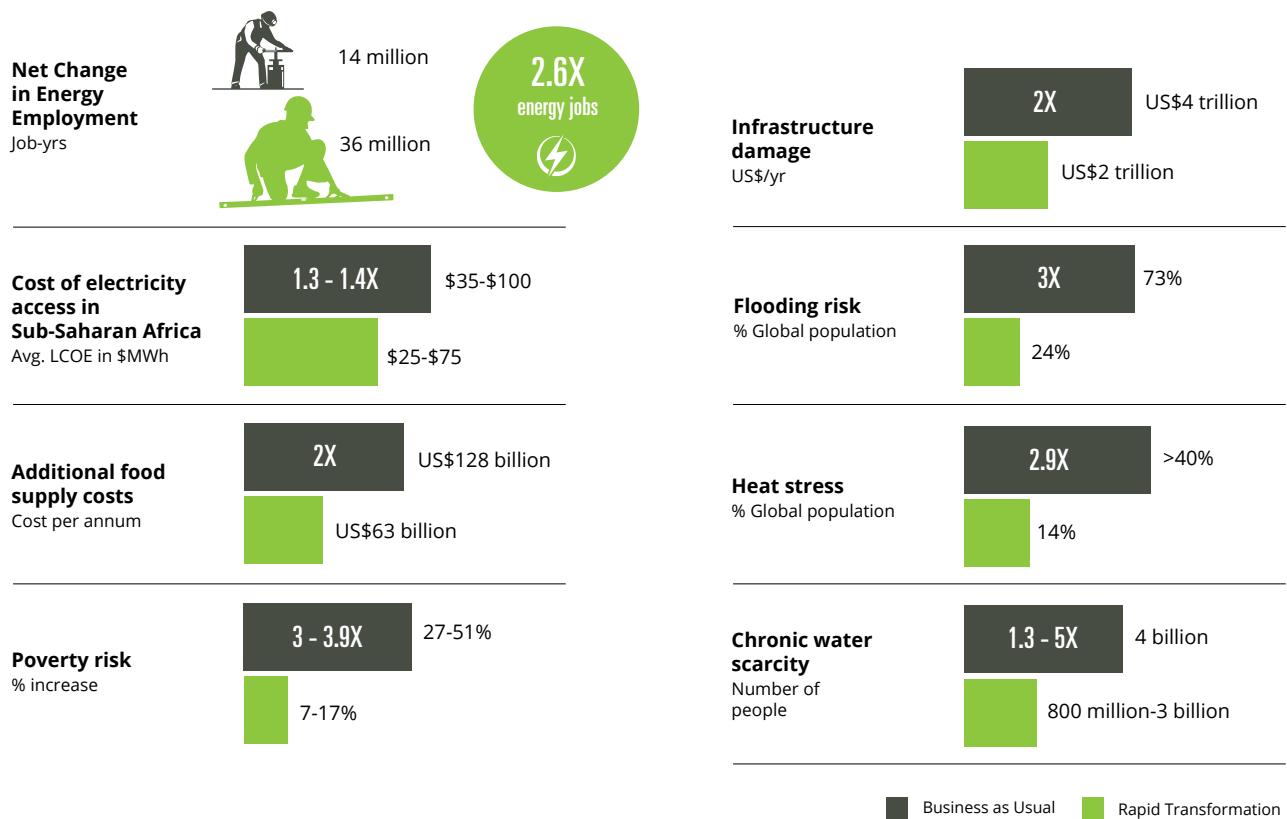 Net Change
in Energy
Employment
Job-yrs
14 million
36 million
2.6X
energy jobs
Cost of electricity
access in
Sub-Saharan Africa
Avg. LCOE in $MWh
1.3 - 1.4X
$35-$100
$25-$75
Additional food
supply costs
Cost per annum
2X
US$128 billion
US$63 billion
Poverty risk
% increase
3 - 3.9X
27-51%
7-17%
Infrastructure
damage
US$/yr
2X
US$4 trillion
US$2 trillion
Flooding risk
% Global population
3X
73%
24%
Heat stress
% Global population
2.9X
>40%
14%
Chronic water
scarcity
Number of
people
1.3 - 5X
4 billion
800 million-3 billion
Business as Usual
Rapid Transformation